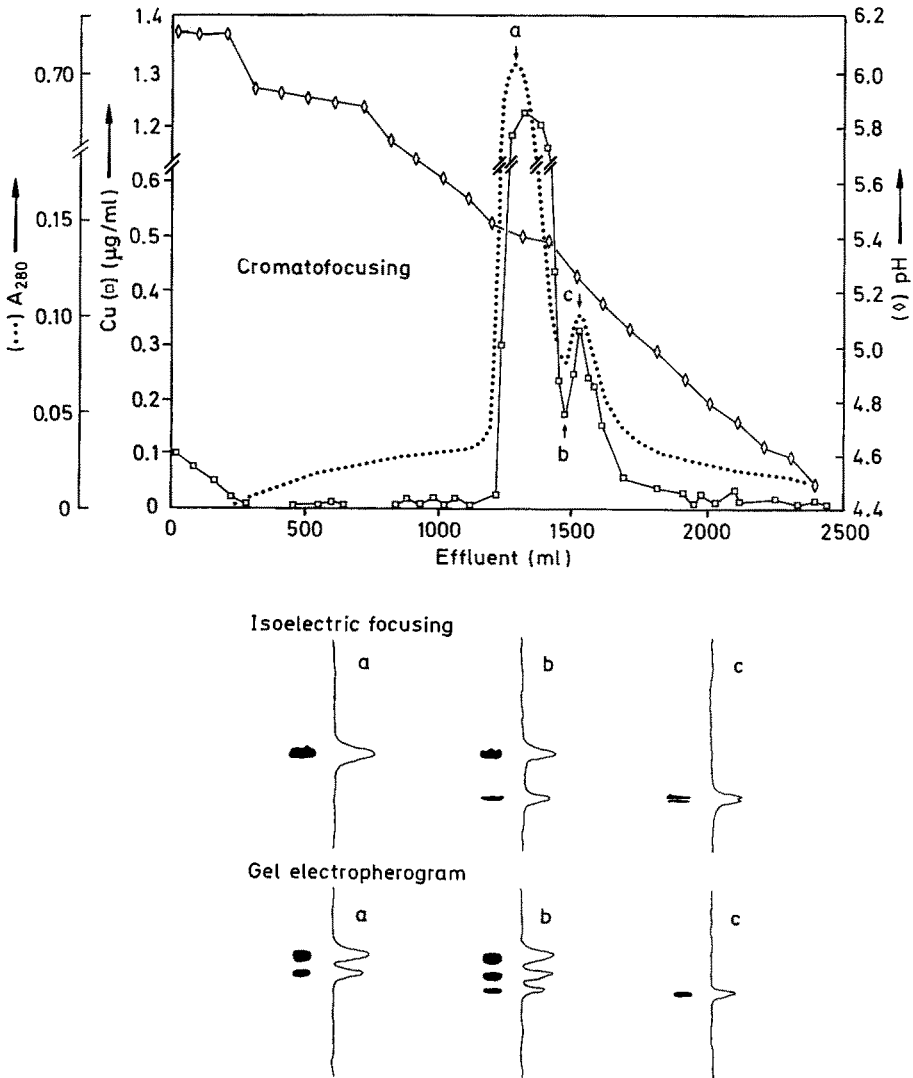 a
c
b
Cromatofocusing
(•••) A280
0.70
0.15
0.10
0.05
0
Cu (□) (µg/ml)
1.4
1.3
1.2
0.6
0.5
0.4
0.3
0.2
0.1
0
(◊) pH
6.2
6.0
5.8
5.6
5.4
5.2
5.0
4.8
4.6
4.4
0 500 1000 1500 2000 2500
Effluent (ml)
Isoelectric focusing
a b c
Gel electropherogram
a b c